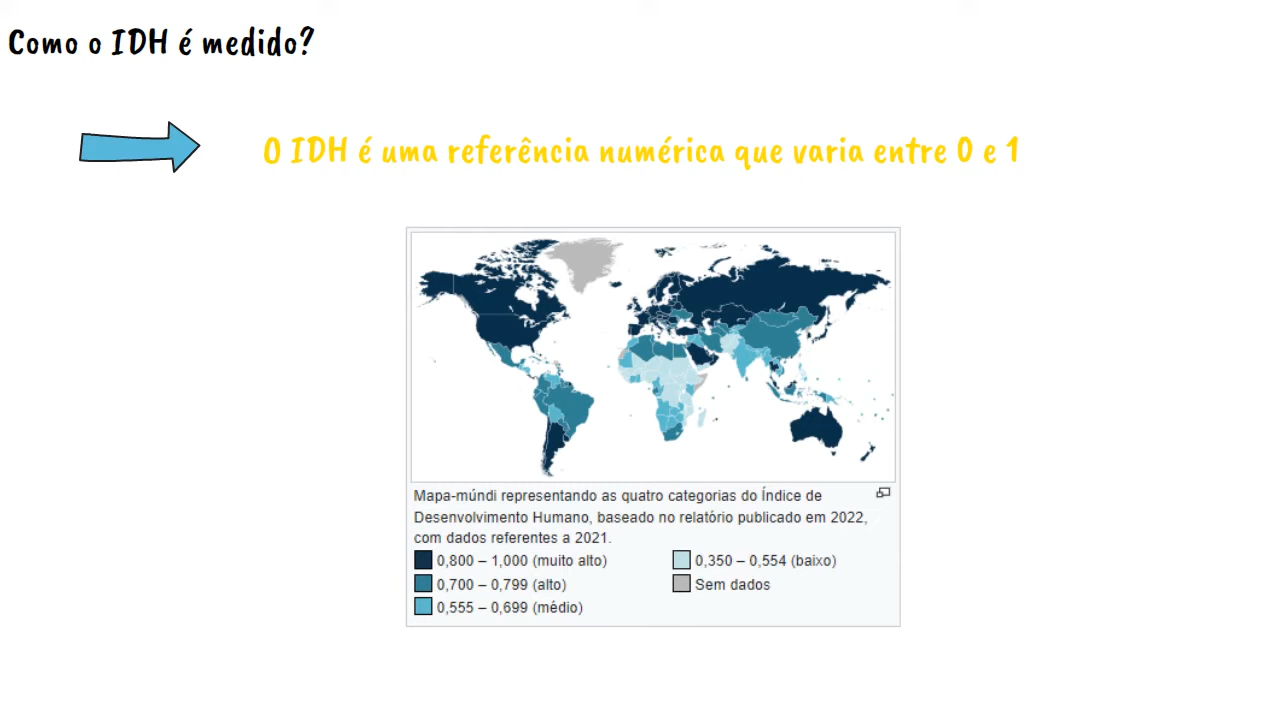 Como o IDH é medido?
O IDH é uma referência numérica que varia entre 0 e 1
Mapa-múndi representando as quatro categorias do Índice de
Desenvolvimento Humano, baseado no relatório publicado em 2022,
com dados referentes a 2021.
0,800 – 1,000 (muito alto)
0,700 – 0,799 (alto)
0,555 – 0,699 (médio)
0,350 – 0,554 (baixo)
Sem dados